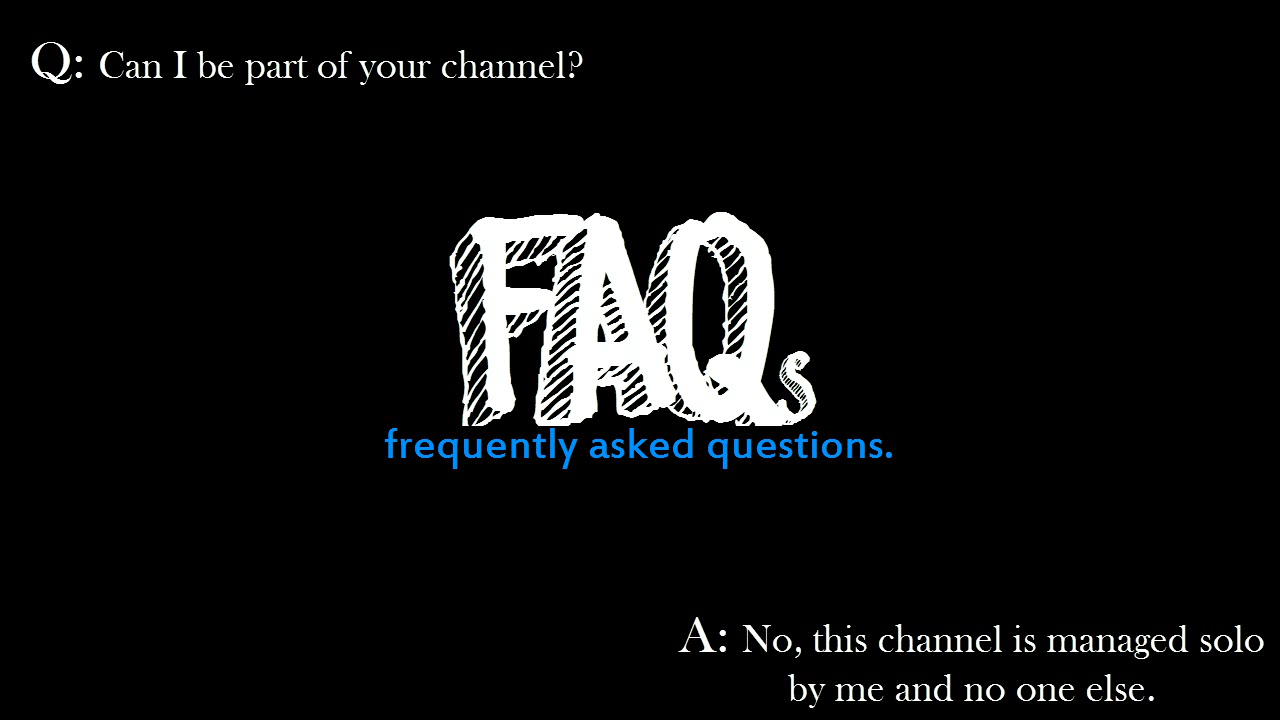 Q: Can I be part of your channel?
FAQs
frequently asked questions.
A: No, this channel is managed solo
by me and no one else.